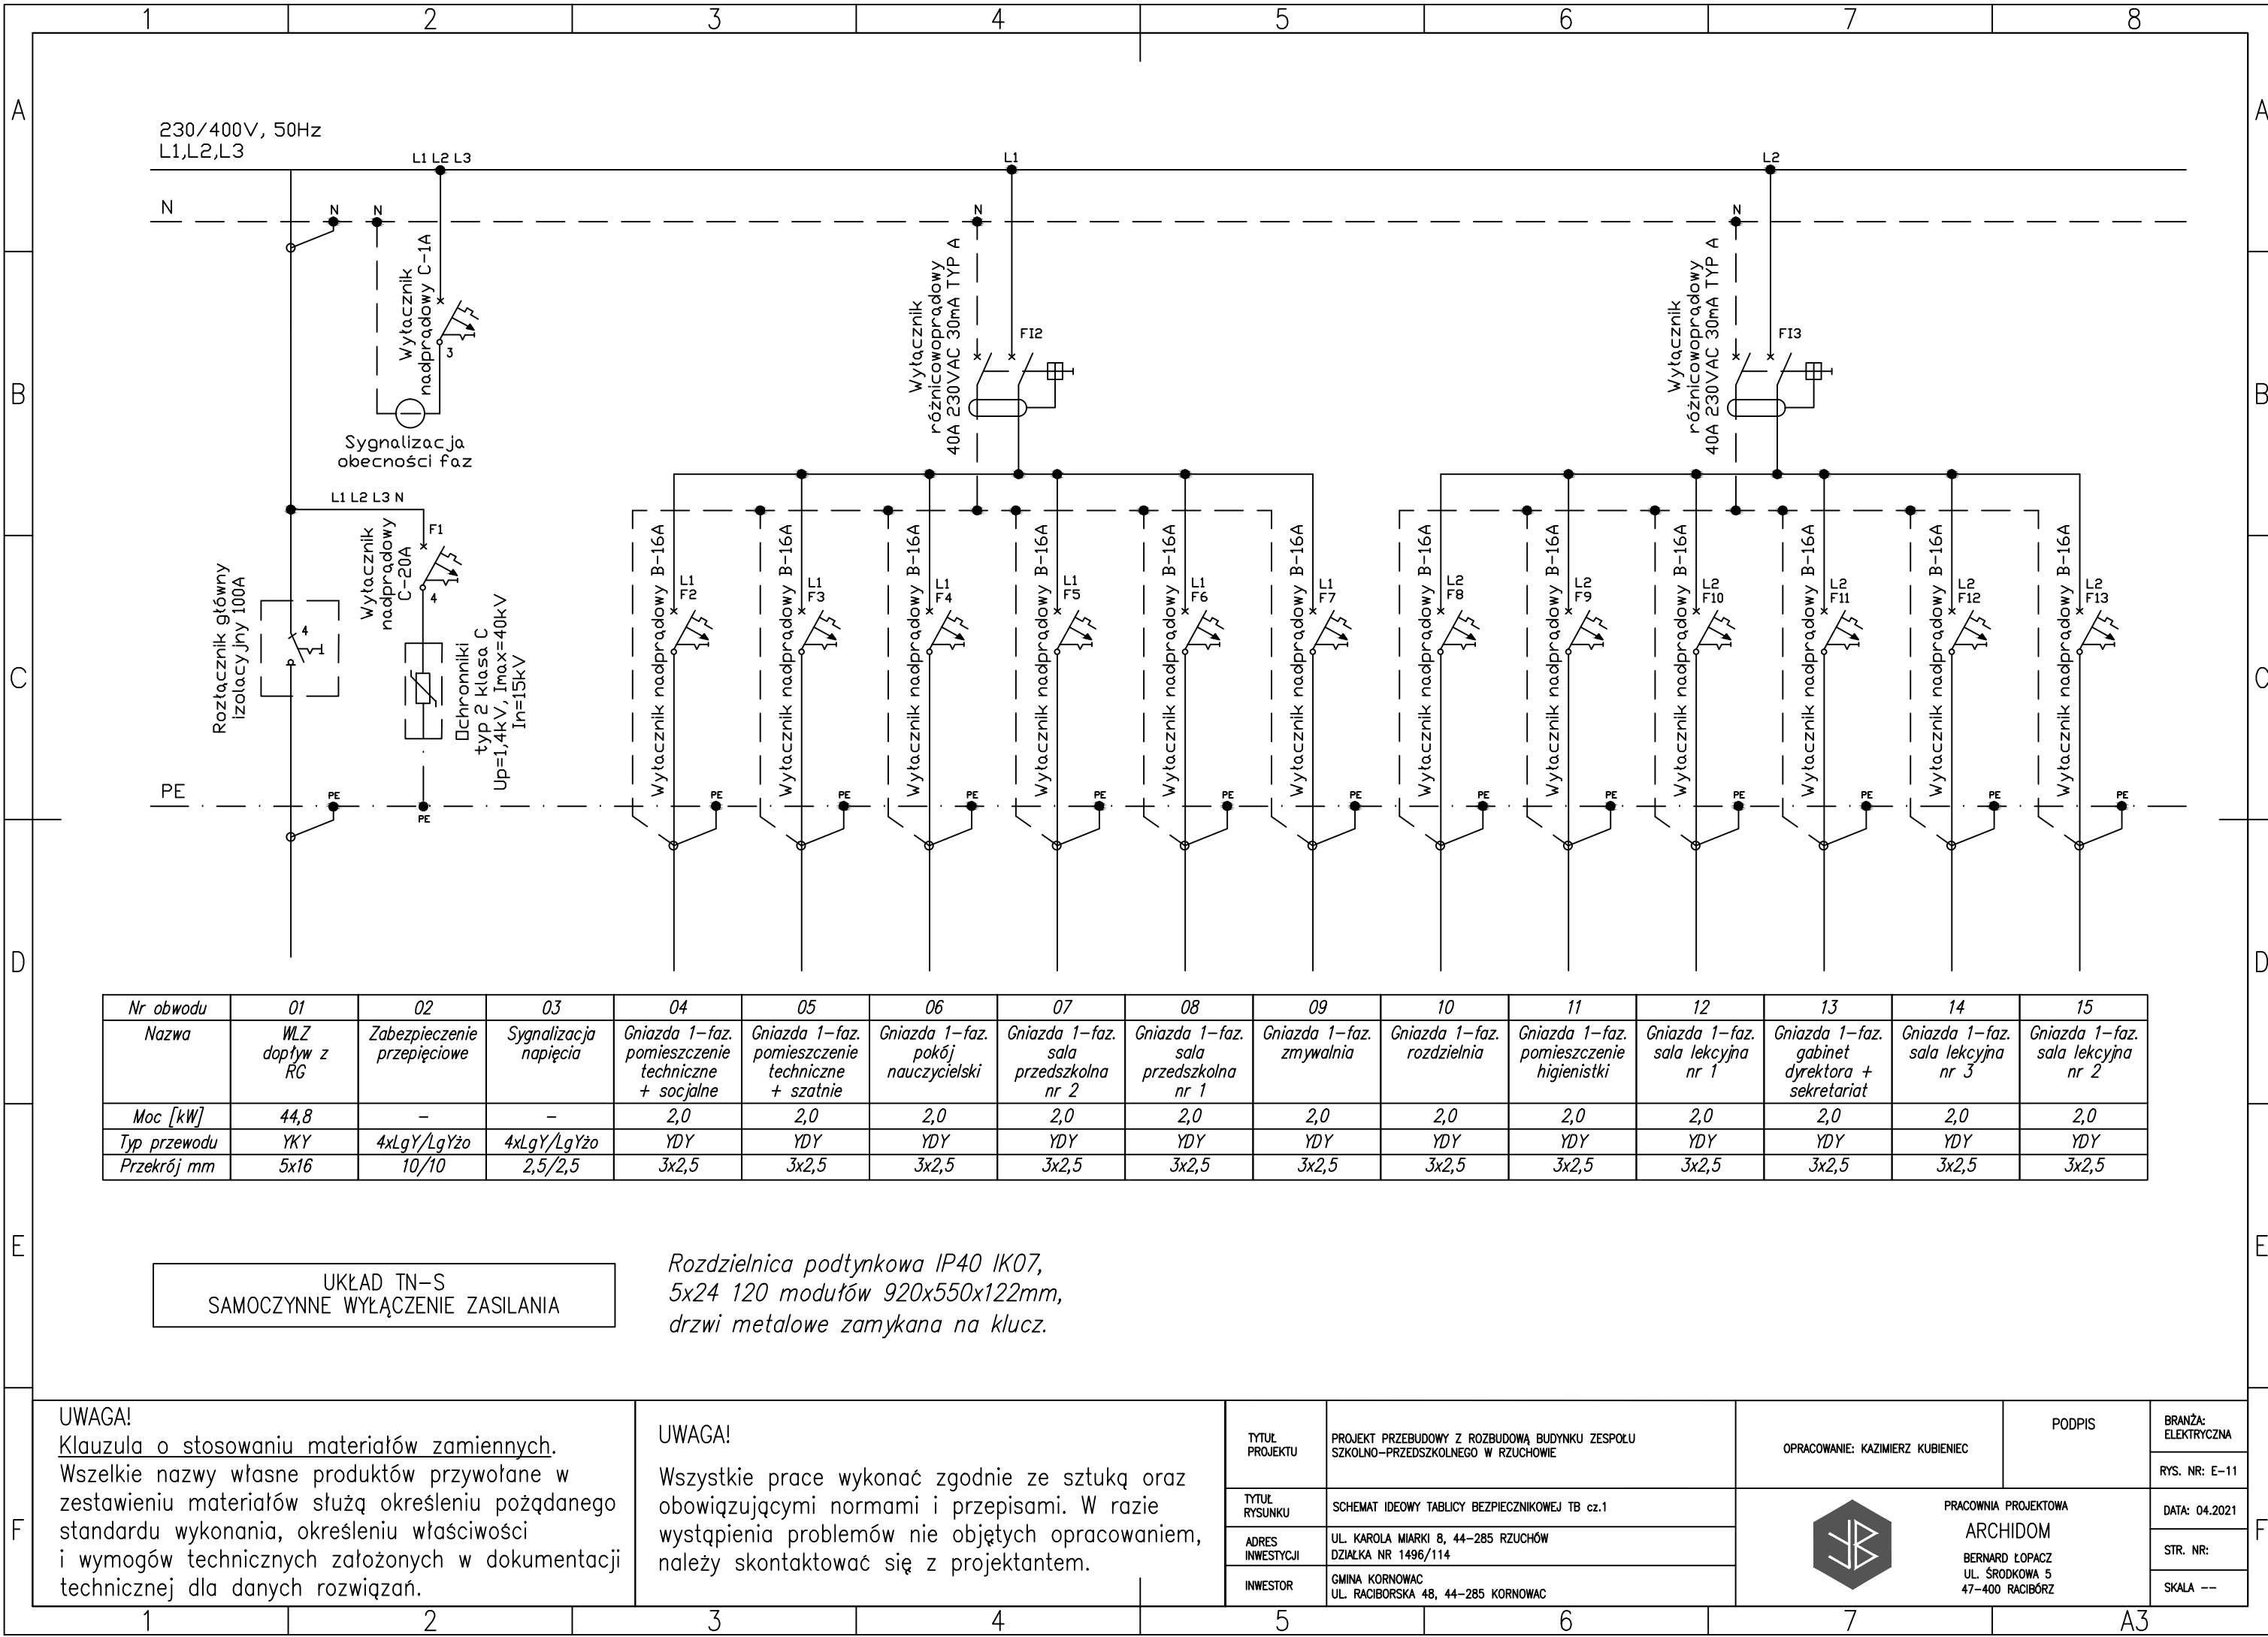 1 2 3 4 5 6 7 8
A A
B B
C C
D D
E E
F F
230/400V, 50Hz
L1,L2,L3
L1 L2 L3
L1
L2
N
N
N
N
N
Wyłacznik
nadprądowy C-1A
3
Sygnalizacja
obecności faz
L1 L2 L3 N
Wyłacznik
nadprądowy
C-20A
F1
4
Rozłącznik główny
izolacyjny 100A
4
Ochronniki
typ 2 klasa C
Up=1,4kV, Imax=40kV
In=15kV
Wyłącznik
różnicowoprądowy
40A 230VAC 30mA TYP A
FI2
Wyłącznik
różnicowoprądowy
40A 230VAC 30mA TYP A
FI3
Wyłacznik nadprądowy B-16A
L1
F2
Wyłacznik nadprądowy B-16A
L1
F3
Wyłacznik nadprądowy B-16A
L1
F4
Wyłacznik nadprądowy B-16A
L1
F5
Wyłacznik nadprądowy B-16A
L1
F6
Wyłacznik nadprądowy B-16A
L1
F7
Wyłacznik nadprądowy B-16A
L2
F8
Wyłacznik nadprądowy B-16A
L2
F9
Wyłacznik nadprądowy B-16A
L2
F10
Wyłacznik nadprądowy B-16A
L2
F11
Wyłacznik nadprądowy B-16A
L2
F12
Wyłacznik nadprądowy B-16A
L2
F13
PE
PE PE PE PE PE PE PE PE PE PE PE PE PE PE
Nr obwodu 01 02 03 04 05 06 07 08 09 10 11 12 13 14 15
Nazwa
WLZ
dopływ z
RG
Zabezpieczenie
przepięciowe
Sygnalizacja
napięcia
Gniazda 1-faz.
pomieszczenie
techniczne
+ socjalne
Gniazda 1-faz.
pomieszczenie
techniczne
+ szatnie
Gniazda 1-faz.
pokój
nauczycielski
Gniazda 1-faz.
sala
przedszkolna
nr 2
Gniazda 1-faz.
sala
przedszkolna
nr 1
Gniazda 1-faz.
zmywalnia
Gniazda 1-faz.
rozdzielnia
Gniazda 1-faz.
pomieszczenie
higienistki
Gniazda 1-faz.
sala lekcyjna
nr 1
Gniazda 1-faz.
gabinet
dyrektora +
sekretariat
Gniazda 1-faz.
sala lekcyjna
nr 3
Gniazda 1-faz.
sala lekcyjna
nr 2
Moc [kW] 44,8 - - 2,0 2,0 2,0 2,0 2,0 2,0 2,0 2,0 2,0 2,0 2,0 2,0
Typ przewodu YKY 4xLgY/LgYżo 4xLgY/LgYżo YDY YDY YDY YDY YDY YDY YDY YDY YDY YDY YDY YDY
Przekrój mm 5x16 10/10 2,5/2,5 3x2,5 3x2,5 3x2,5 3x2,5 3x2,5 3x2,5 3x2,5 3x2,5 3x2,5 3x2,5 3x2,5 3x2,5
UKŁAD TN-S
SAMOCZYNNE WYŁĄCZENIE ZASILANIA
Rozdzielnica podtynkowa IP40 IK07,
5x24 120 modułów 920x550x122mm,
drzwi metalowe zamykana na klucz.
UWAGA!
Klauzula o stosowaniu materiałów zamiennych.
Wszelkie nazwy własne produktów przywołane w
zestawieniu materiałów służą określeniu pożądanego
standardu wykonania, określeniu właściwości
i wymogów technicznych założonych w dokumentacji
technicznej dla danych rozwiązań.
UWAGA!
Wszystkie prace wykonać zgodnie ze sztuką oraz
obowiązującymi normami i przepisami. W razie
wystąpienia problemów nie objętych opracowaniem,
należy skontaktować się z projektantem.
TYTUŁ
PROJEKTU
PROJEKT PRZEBUDOWY Z ROZBUDOWĄ BUDYNKU ZESPOŁU
SZKOLNO-PRZEDSZKOLNEGO W RZUCHOWIE
TYTUŁ
RYSUNKU
SCHEMAT IDEOWY TABLICY BEZPIECZNIKOWEJ TB cz.1
ADRES
INWESTYCJI
UL. KAROLA MIARKI 8, 44-285 RZUCHÓW
DZIAŁKA NR 1496/114
INWESTOR
GMINA KORNOWAC
UL. RACIBORSKA 48, 44-285 KORNOWAC
OPRACOWANIE: KAZIMIERZ KUBIENIEC
PODPIS
BRANŻA:
ELEKTRYCZNA
RYS. NR: E-11
DATA: 04.2021
STR. NR:
SKALA --
PRACOWNIA PROJEKTOWA
ARCHIDOM
BERNARD ŁOPACZ
UL. ŚRODKOWA 5
47-400 RACIBÓRZ
1 2 3 4 5 6 7 A3